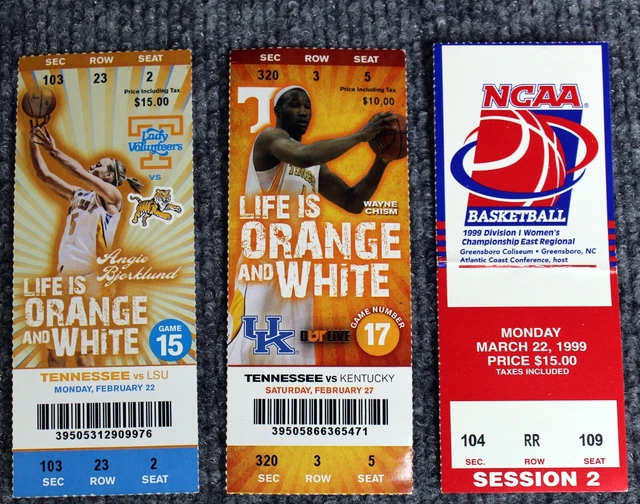 SEC ROW SEAT
103 23 2
Price Including Tax
$15.00
T
Lady
Volunteers
VS
5
Angie
Bjorklund
LIFE IS
ORANGE
AND WHITE
GAME
15
TENNESSEE vs LSU
MONDAY, FEBRUARY 22
39505312909976
103 23 2
SEC ROW SEAT
SEC ROW SEAT
320 3 5
Price Including Tax
$10.00
T
WAYNE
CHISM
LIFE IS
ORANGE
AND WHITE
GAME NUMBER
17
UK
TENNESSEE vs KENTUCKY
SATURDAY, FEBRUARY 27
39505866365471
320 3 5
SEC ROW SEAT
NCAA®
BASKETBALL
1999 Division I Women's
Championship East Regional
Greensboro Coliseum • Greensboro, NC
Atlantic Coast Conference, host
MONDAY
MARCH 22, 1999
PRICE $15.00
TAXES INCLUDED
104 RR 109
SEC. ROW SEAT
SESSION 2